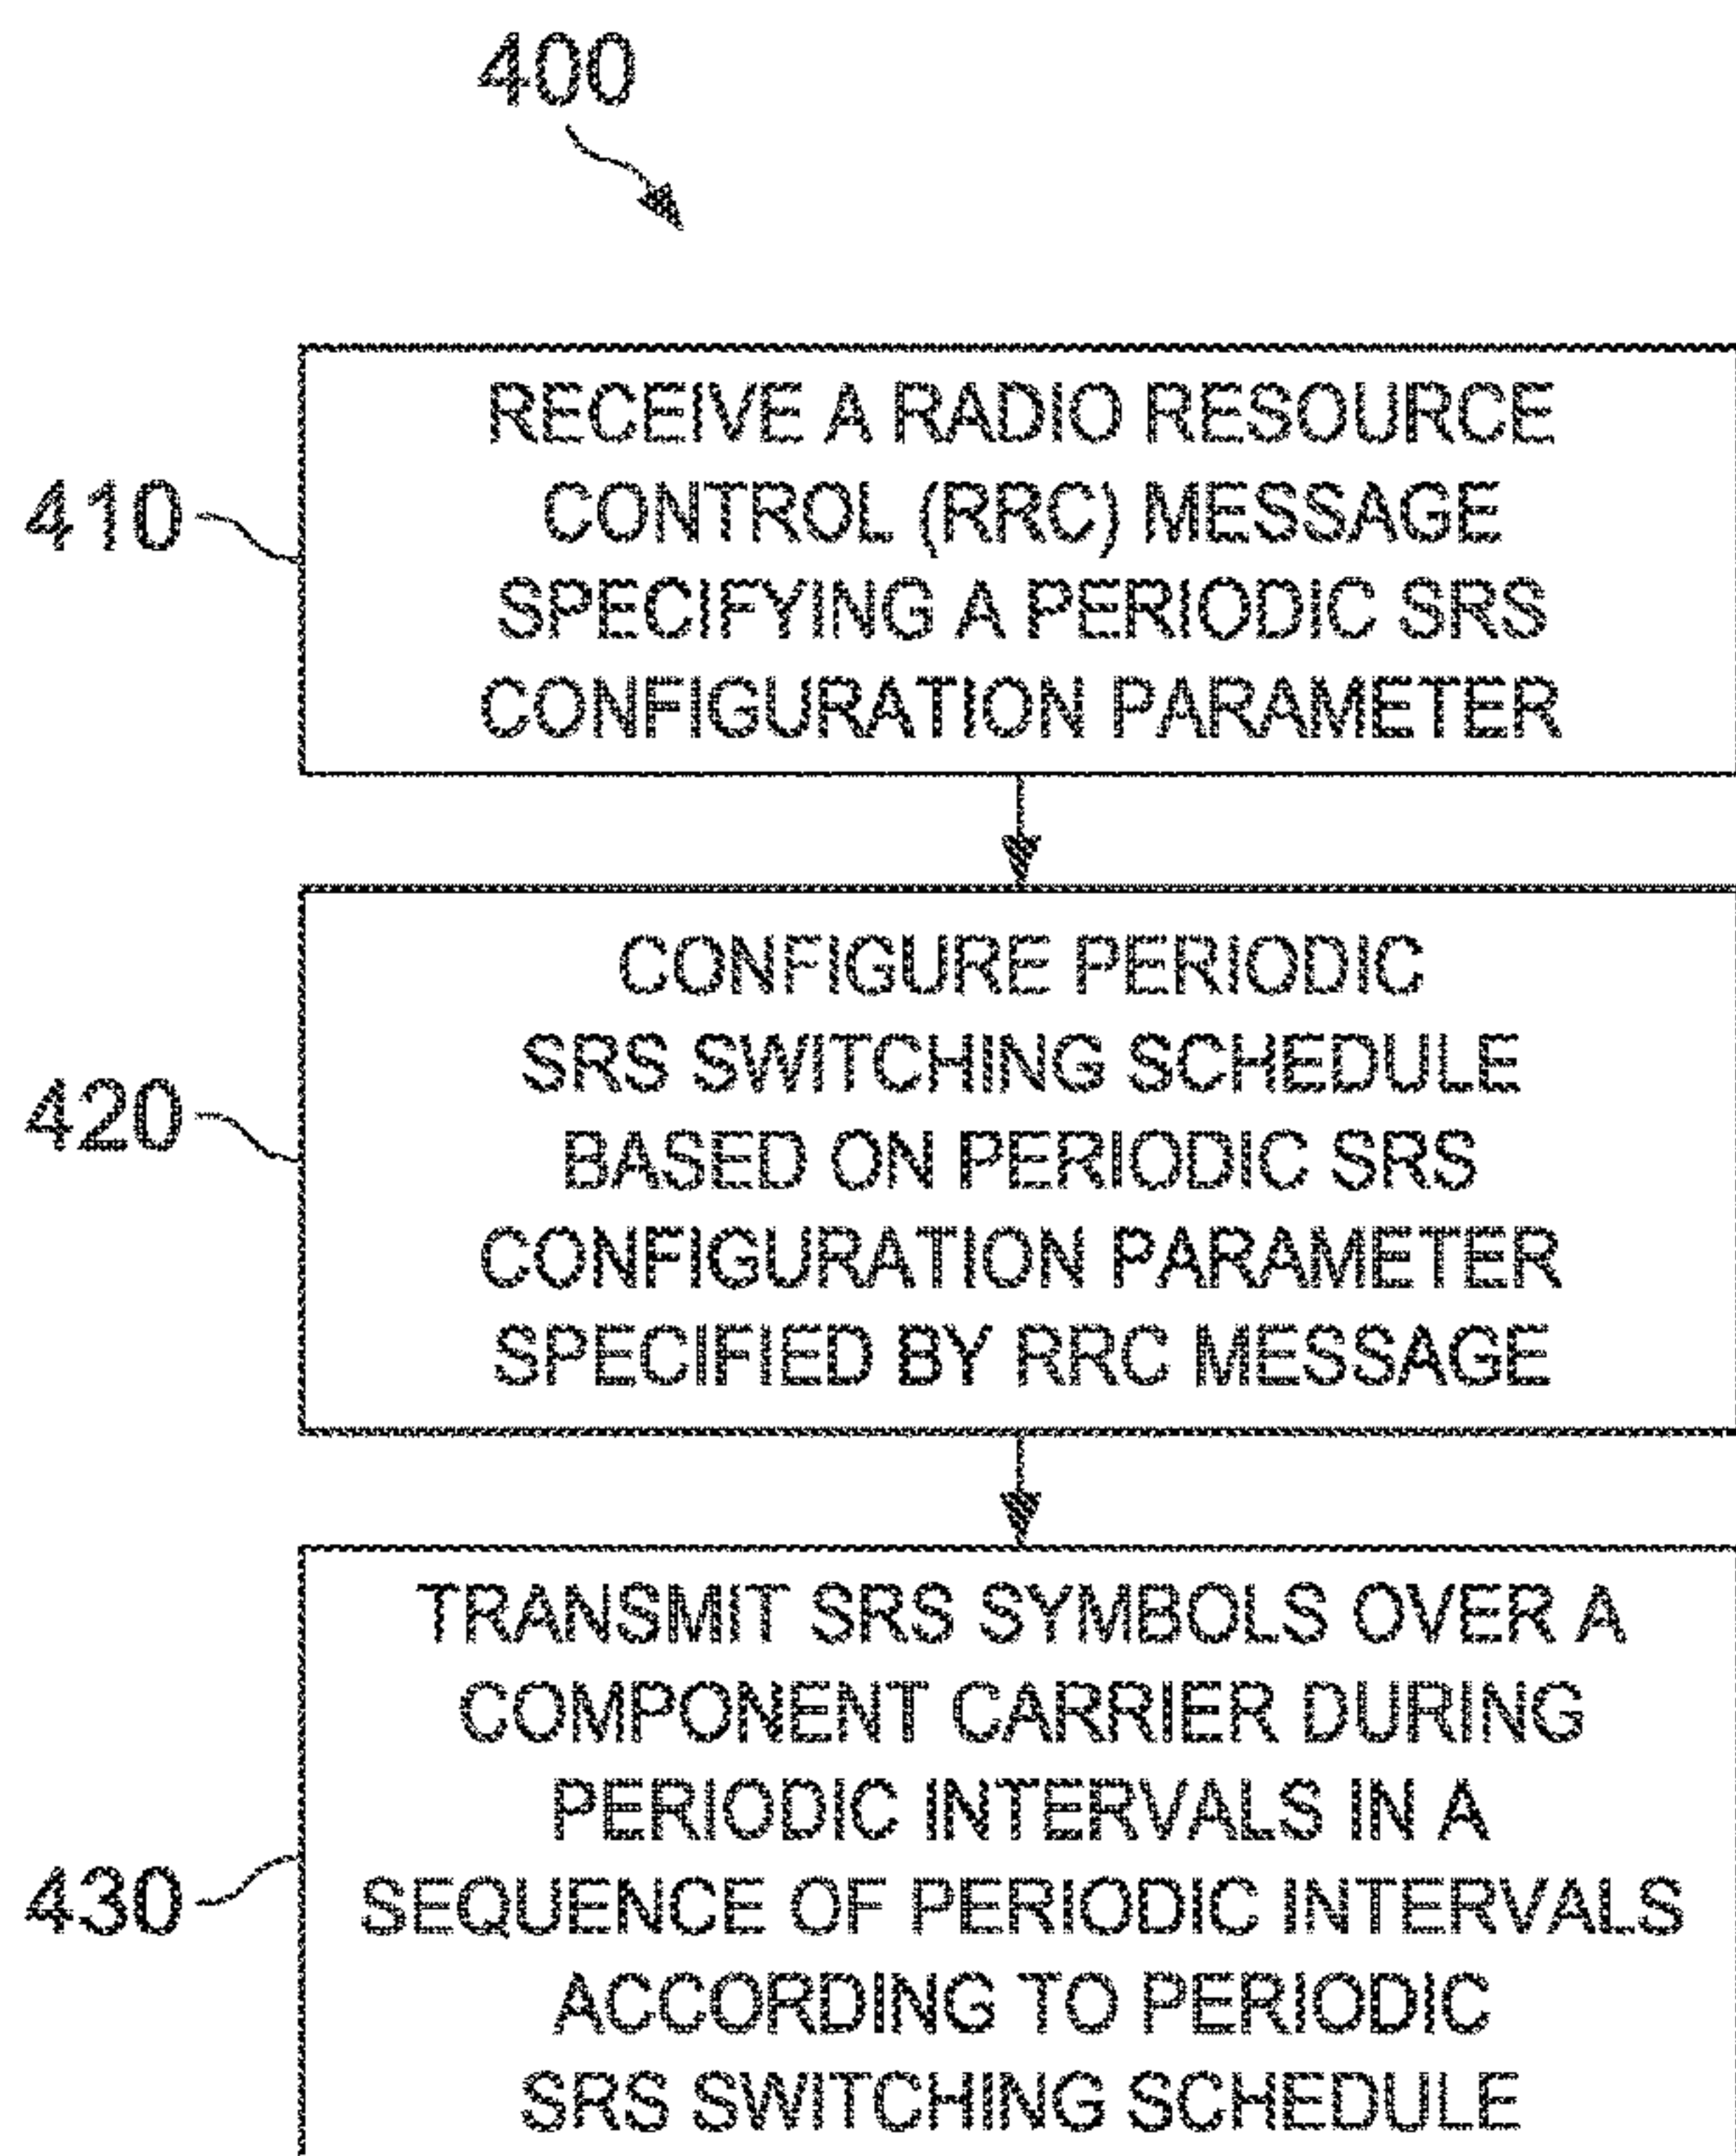 400
410
RECEIVE A RADIO RESOURCE
CONTROL (RRC) MESSAGE
SPECIFYING A PERIODIC SRS
CONFIGURATION PARAMETER
420
CONFIGURE PERIODIC
SRS SWITCHING SCHEDULE
BASED ON PERIODIC SRS
CONFIGURATION PARAMETER
SPECIFIED BY RRC MESSAGE
430
TRANSMIT SRS SYMBOLS OVER A
COMPONENT CARRIER DURING
PERIODIC INTERVALS IN A
SEQUENCE OF PERIODIC INTERVALS
ACCORDING TO PERIODIC
SRS SWITCHING SCHEDULE